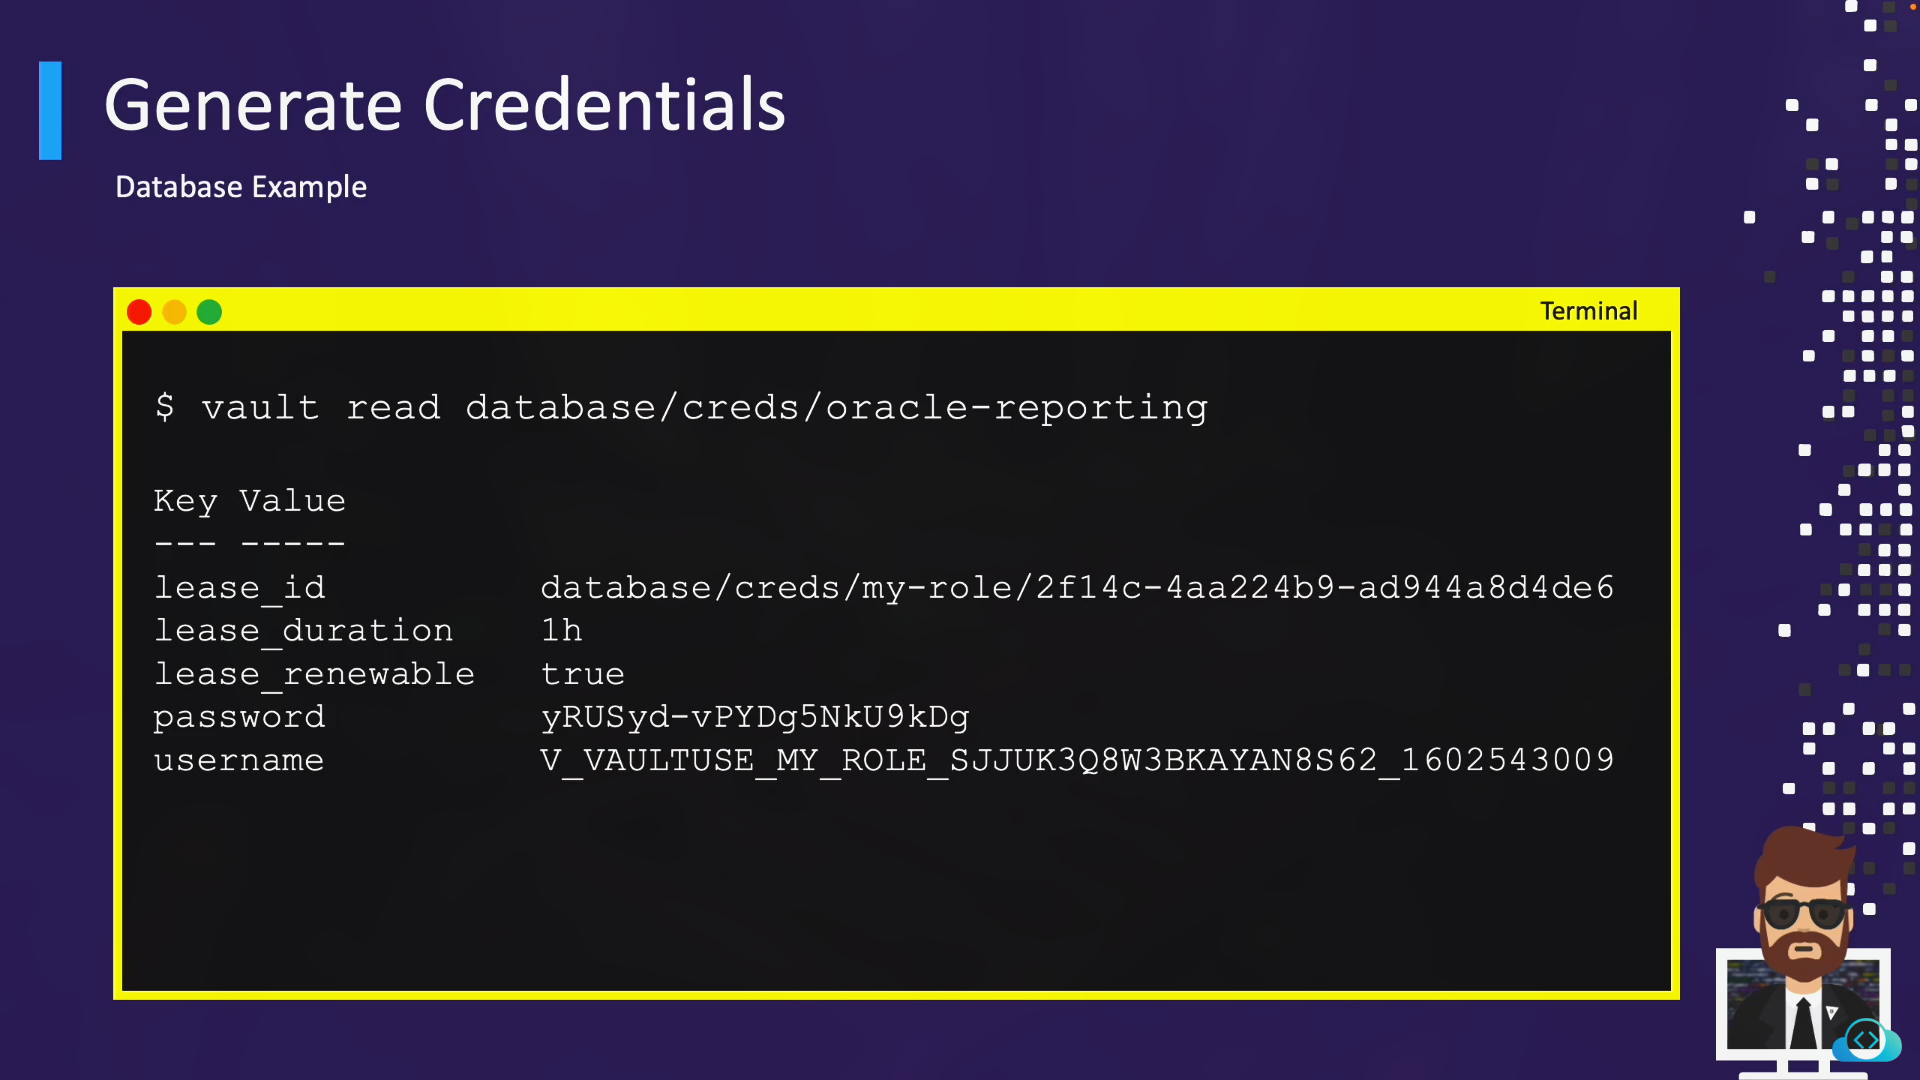 Generate Credentials
Database Example
Terminal
$ vault read database/creds/oracle-reporting
Key Value
--- -----
lease_id database/creds/my-role/2f14c-4aa224b9-ad944a8d4de6
lease_duration 1h
lease_renewable true
password yRUSyd-vPYDg5NkU9kDg
username V_VAULTUSE_MY_ROLE_SJJUK3Q8W3BKAYAN8S62_1602543009